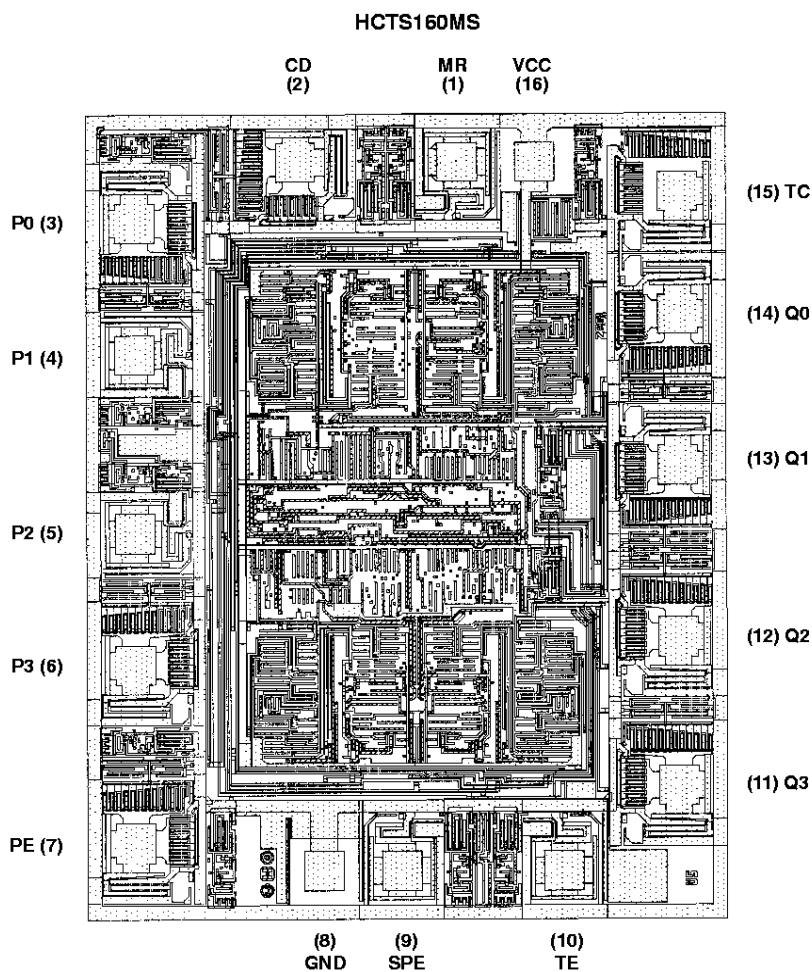 HCTS160MS
CD MR VCC
(2) (1) (16)
(15) TC
P0 (3)
(14) Q0
P1 (4)
(13) Q1
P2 (5)
(12) Q2
P3 (6)
(11) Q3
PE (7)
(8) (9) (10)
GND SPE TE